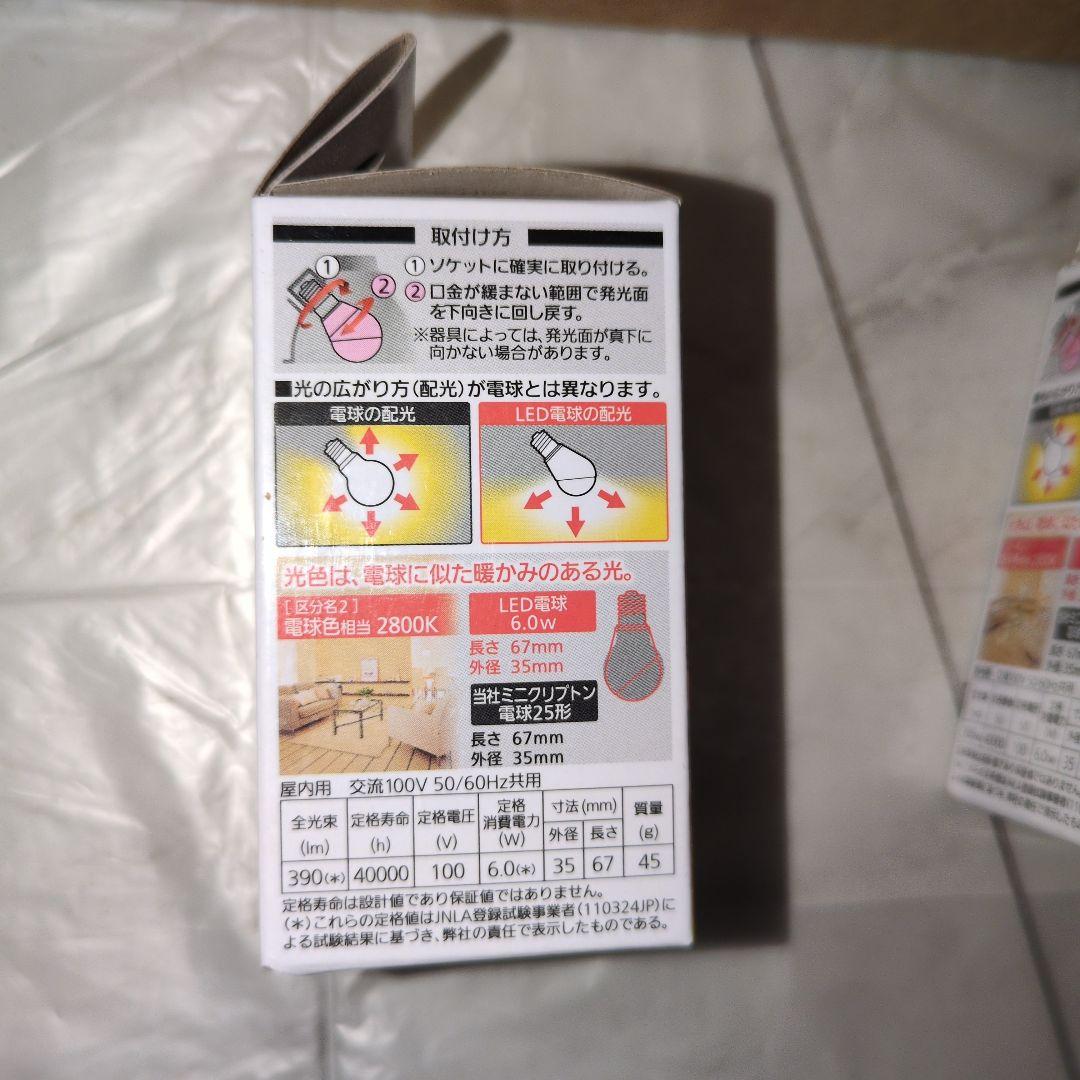 取付け方
① ソケットに確実に取り付ける。
② 口金が緩まない範囲で発光面
を下向きに回し戻す。
※器具によっては、発光面が真下に
向かない場合があります。
1
2
■光の広がり方(配光)が電球とは異なります。
電球の配光
LED電球の配光
光色は、電球に似た暖かみのある光。
[区分名2]
電球色相当 2800K
LED電球
6.0W
長さ 67mm
外径 35mm
当社ミニクリプトン
電球25形
長さ 67mm
外径 35mm
屋内用 交流100V 50/60Hz共用
全光束 (lm) 定格寿命 (h) 定格電圧 (V) 定格消費電力 (W) 寸法(mm) 外径 長さ 質量 (g)
390(*) 40000 100 6.0(*) 35 67 45
定格寿命は設計値であり保証値ではありません。
(*)これらの定格値はJNLA登録試験事業者(110324JP)に
よる試験結果に基づき、弊社の責任で表示したものである。